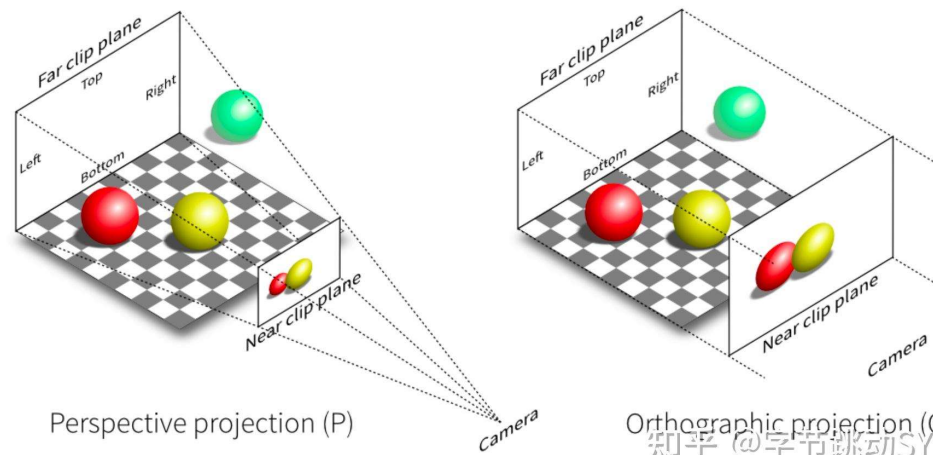 Far clip plane
Top
Right
Left
Bottom
Near clip plane
Camera
Perspective projection (P)
Far clip plane
Top
Right
Left
Bottom
Near clip plane
Camera
Orthographic projection (
知乎 @字节跳动SY